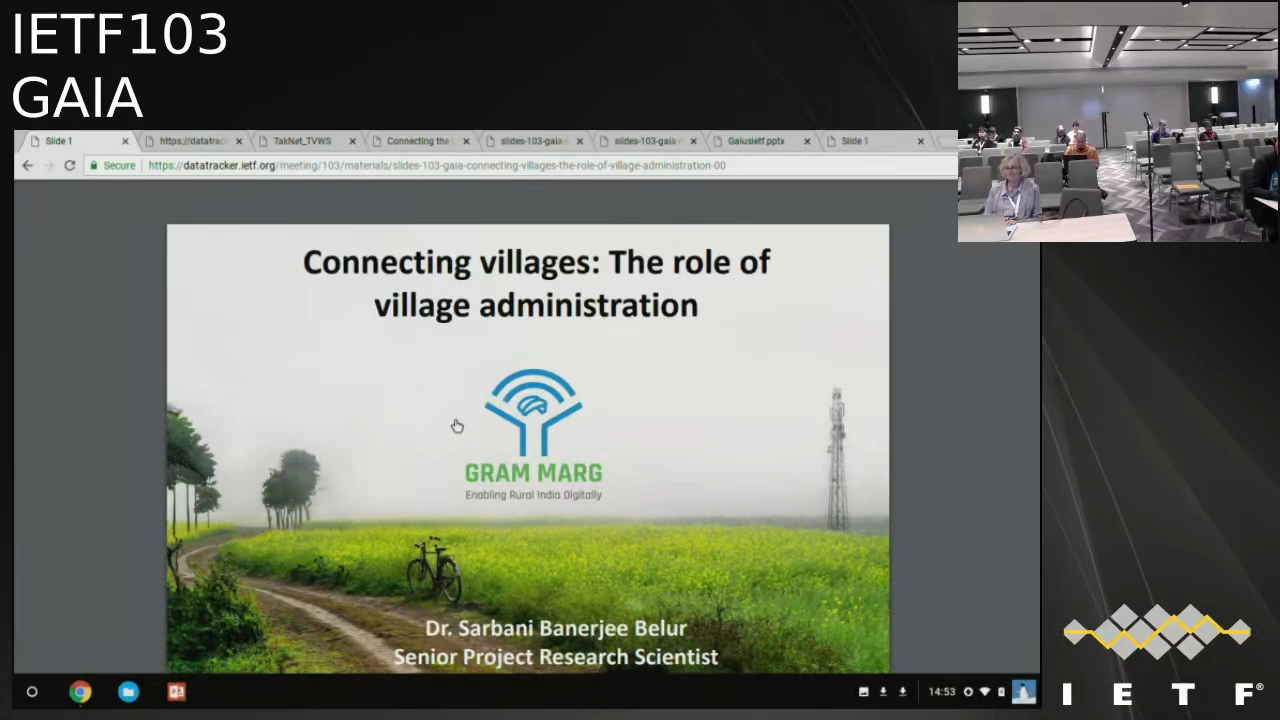 IETF103
GAIA
Slide 1
https://datatrac
TakNet_TVWS
Connecting the
slides-103-gaia-
slides-103-gaia
Gaiusietf.pptx
Slide 1
Secure
https://datatracker.ietf.org/meeting/103/materials/slides-103-gaia-connecting-villages-the-role-of-village-administration-00
Connecting villages: The role of
village administration
GRAM MARG
Enabling Rural India Digitally
Dr. Sarbani Banerjee Belur
Senior Project Research Scientist
14:53
I E T F®